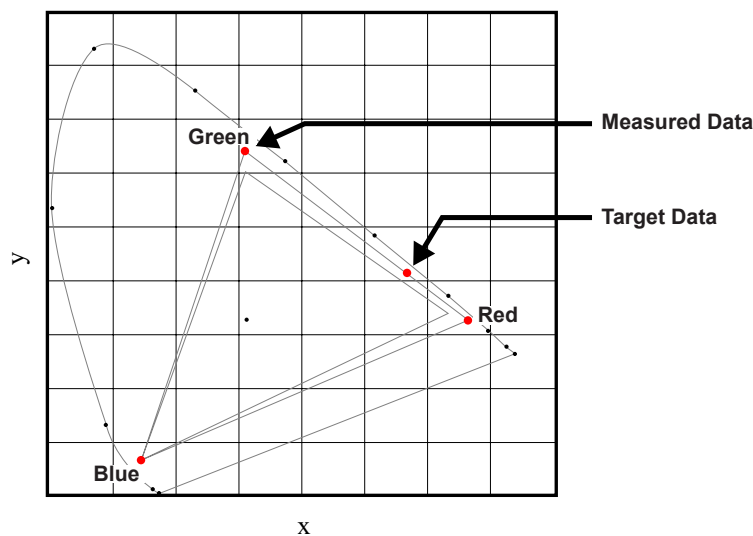 Green
Measured Data
Target Data
Red
y
Blue
x